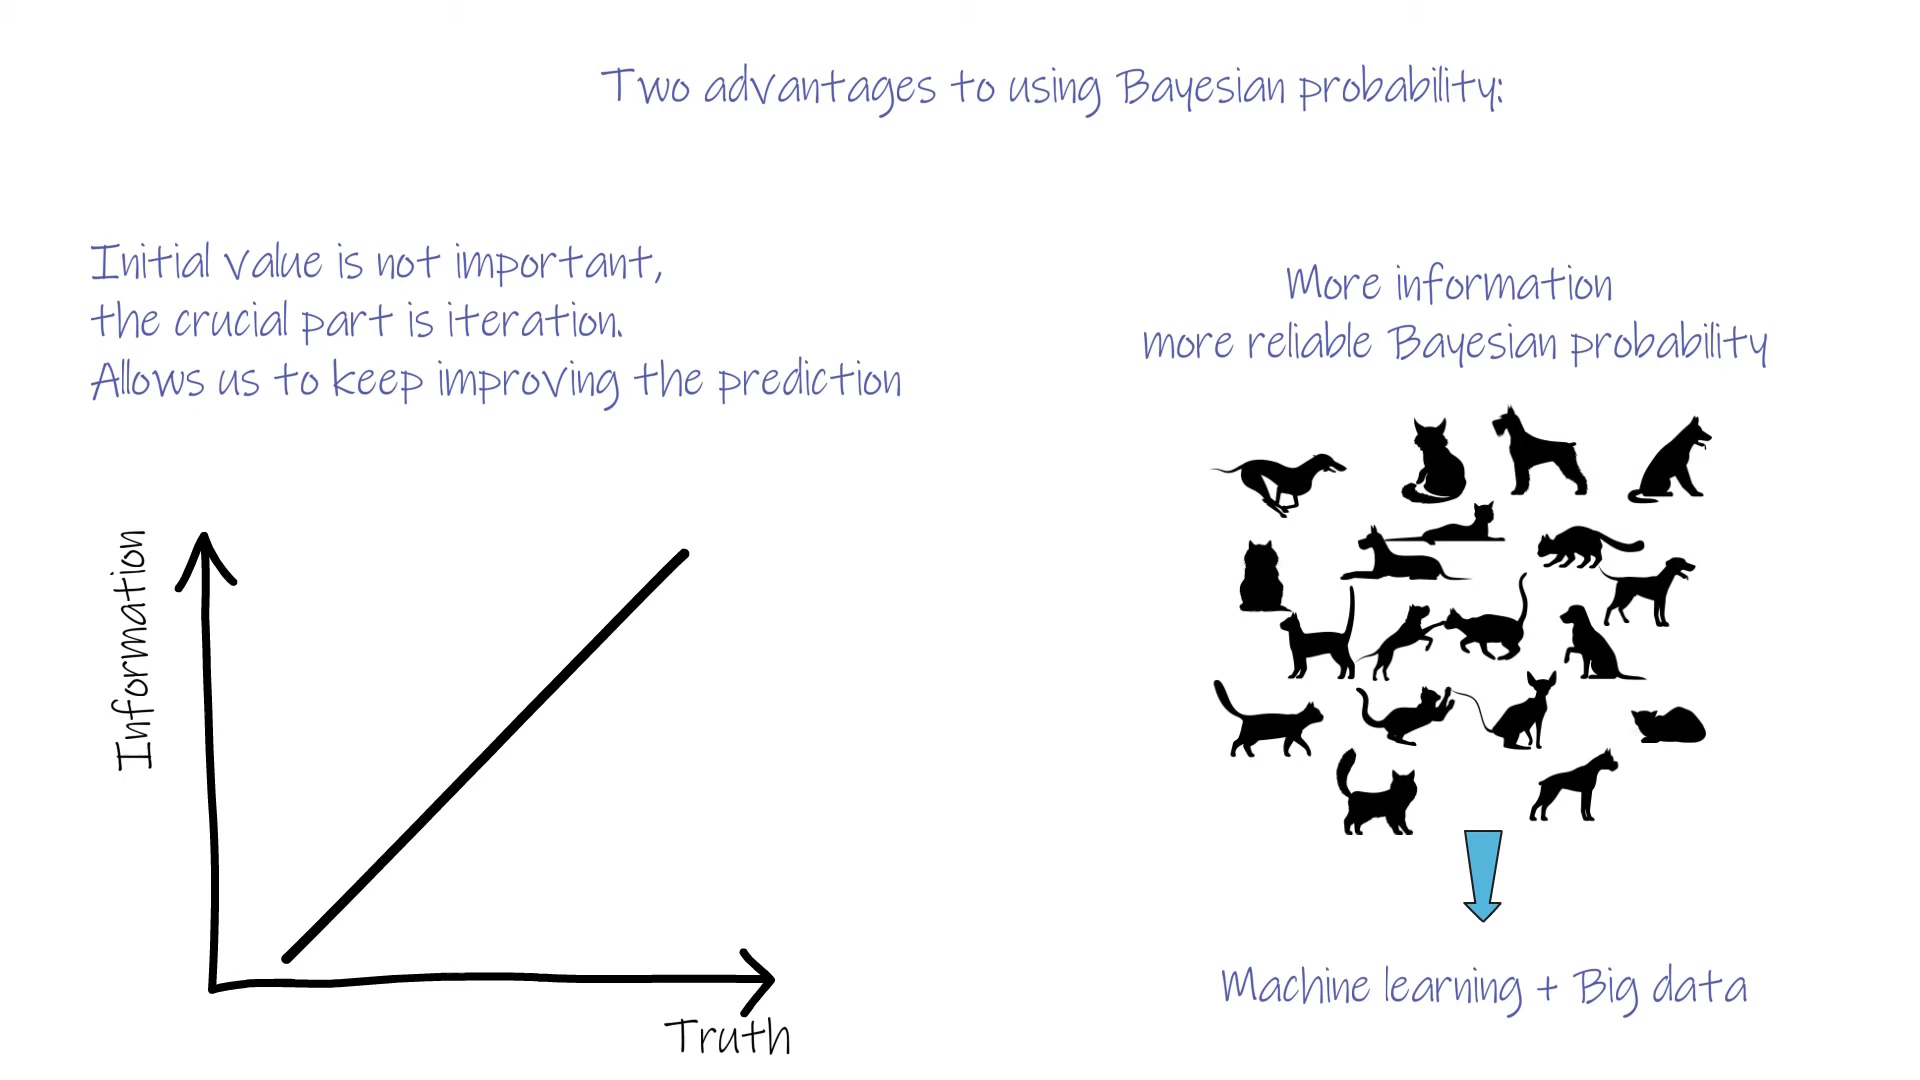 Two advantages to using Bayesian probability:
Initial value is not important,
the crucial part is iteration.
Allows us to keep improving the prediction
Information
Truth
More information
more reliable Bayesian probability
Machine learning + Big data